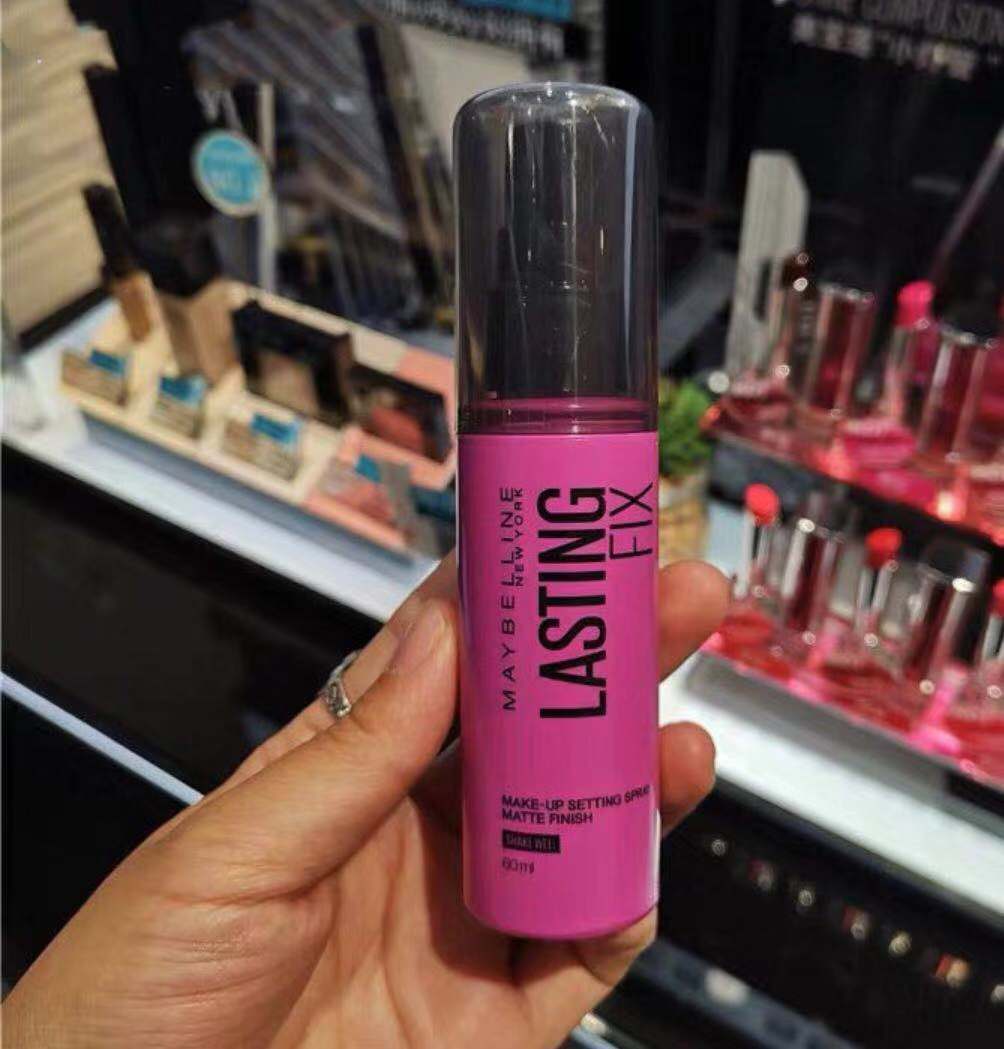 MAYBELLINE
NEW YORK
LASTING
FIX
MAKE-UP SETTING SPRAY
MATTE FINISH
SHAKE WELL
60ml